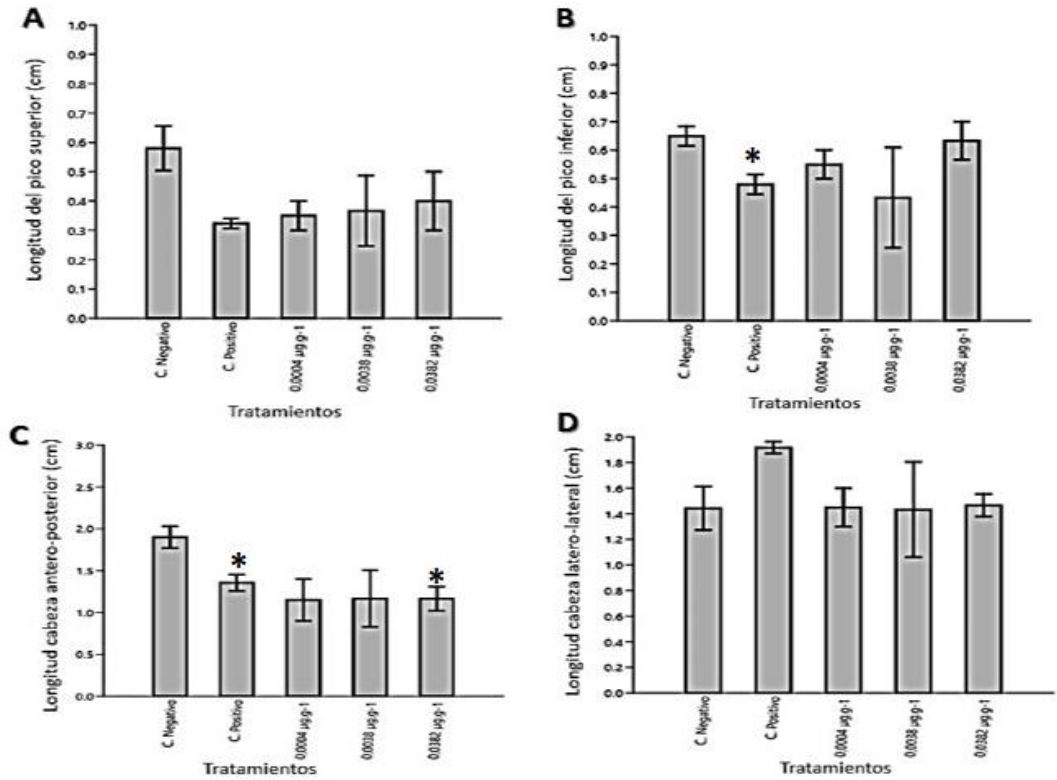 A
Longitud del pico superior (cm)
1.0
0.9
0.8
0.7
0.6
0.5
0.4
0.3
0.2
0.1
0.0
C. Negativo
C. Positivo
0,0004 µg.g-1
0,0038 µg.g-1
0,0382 µg.g-1
Tratamientos
B
Longitud del pico inferior (cm)
1.0
0.9
0.8
0.7
0.6
0.5
0.4
0.3
0.2
0.1
0.0
*
C. Negativo
C. Positivo
0,0004 µg.g-1
0,0038 µg.g-1
0,0382 µg.g-1
Tratamientos
C
Longitud cabeza antero-posterior (cm)
3.0
2.5
2.0
1.5
1.0
0.5
0.0
*
*
C. Negativo
C. Positivo
0,0004 µg.g-1
0,0038 µg.g-1
0,0382 µg.g-1
Tratamientos
D
Longitud cabeza latero-lateral (cm)
2.0
1.8
1.6
1.4
1.2
1.0
0.8
0.6
0.4
0.2
0.0
C. Negativo
C. Positivo
0,0004 µg.g-1
0,0038 µg.g-1
0,0382 µg.g-1
Tratamientos